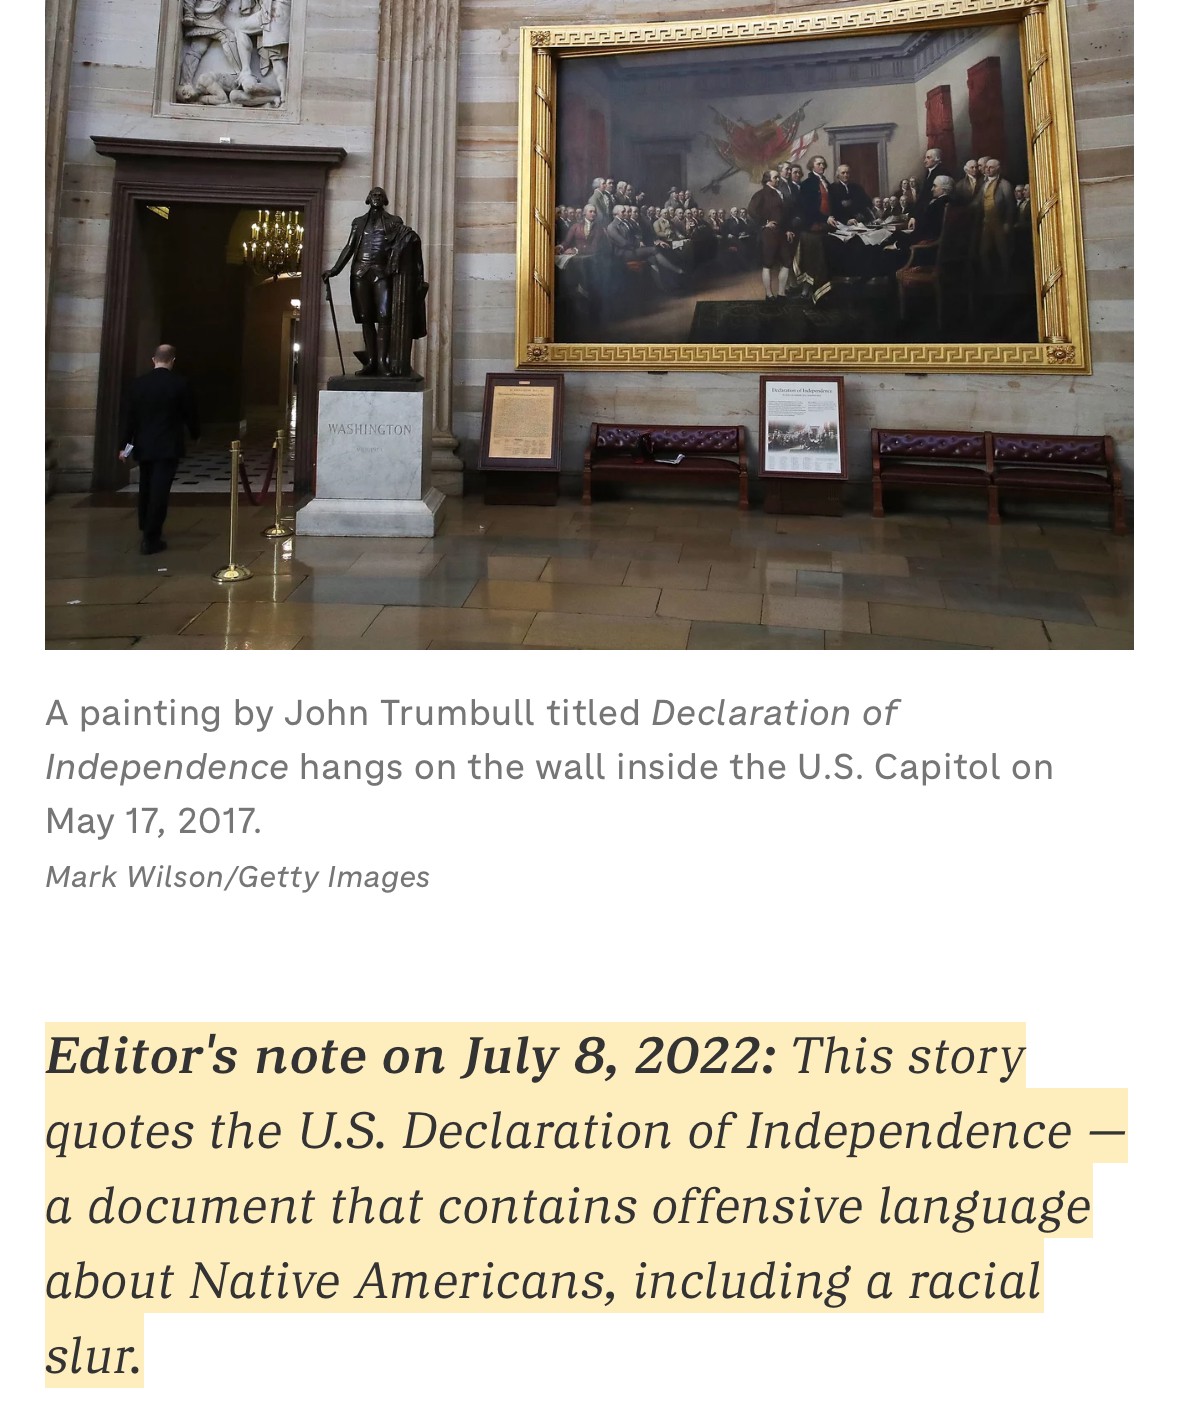 WASHINGTON
Declaration of Independence
A painting by John Trumbull titled Declaration of
Independence hangs on the wall inside the U.S. Capitol on
May 17, 2017.
Mark Wilson/Getty Images
Editor's note on July 8, 2022: This story
quotes the U.S. Declaration of Independence —
a document that contains offensive language
about Native Americans, including a racial
slur.